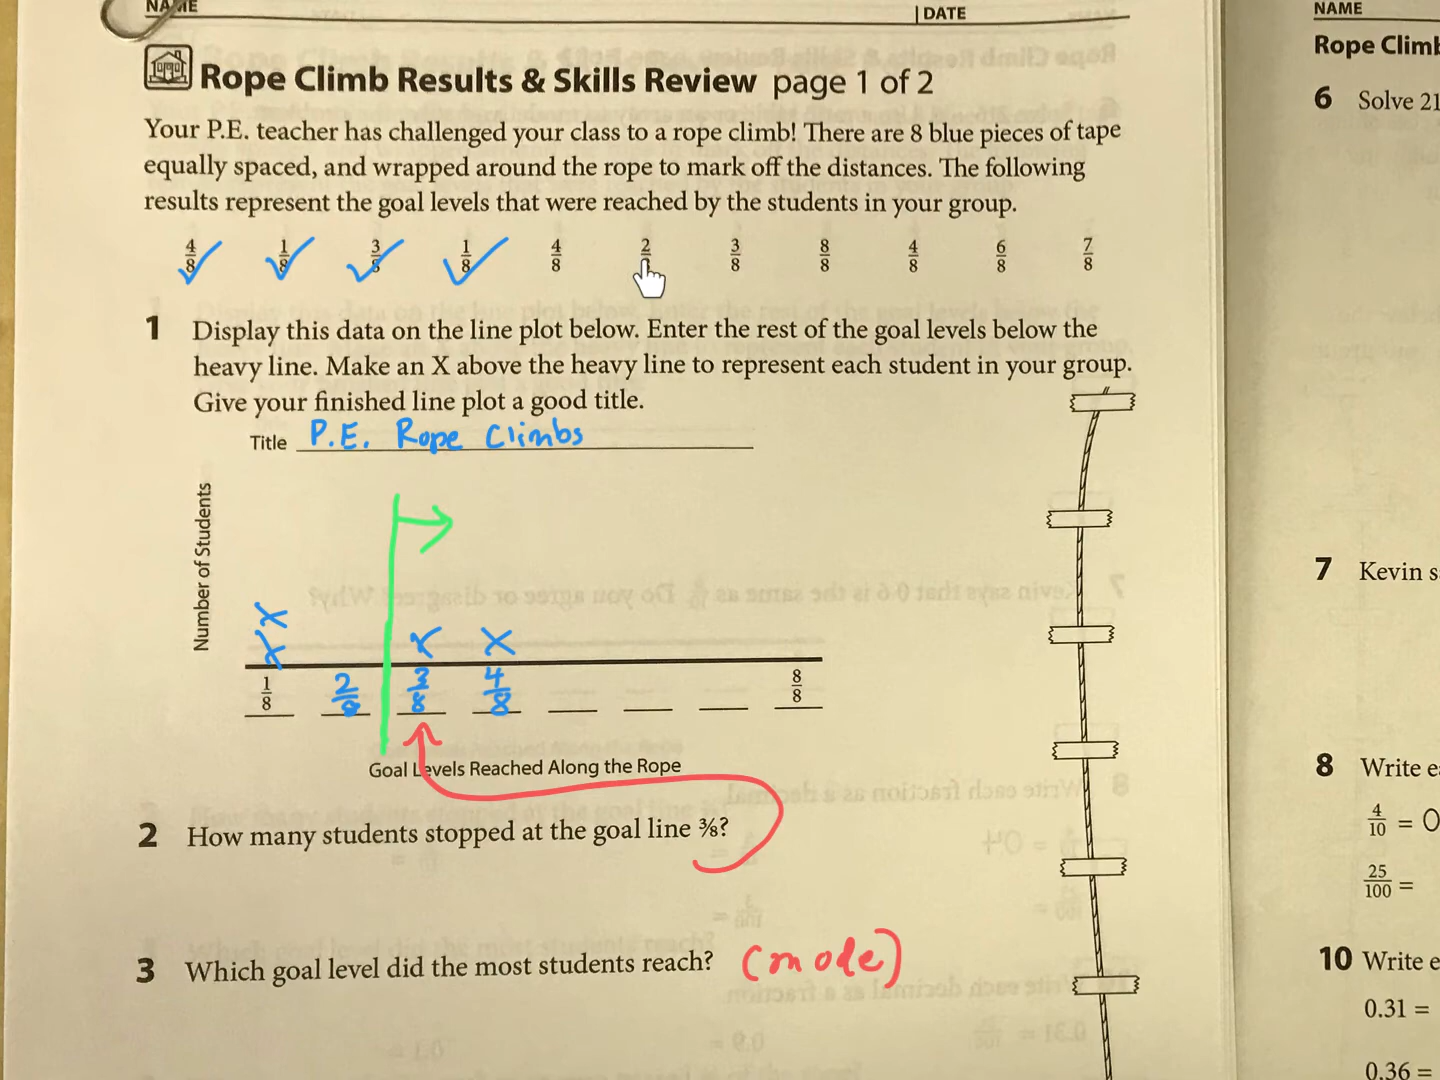 NAME | DATE
Rope Climb Results & Skills Review page 1 of 2
Your P.E. teacher has challenged your class to a rope climb! There are 8 blue pieces of tape
equally spaced, and wrapped around the rope to mark off the distances. The following
results represent the goal levels that were reached by the students in your group.
4/8 1/8 3/8 1/8 4/8 2 3/8 8/8 4/8 6/8 7/8
1 Display this data on the line plot below. Enter the rest of the goal levels below the
heavy line. Make an X above the heavy line to represent each student in your group.
Give your finished line plot a good title.
Title P.E. Rope Climbs
Number of Students
X
X X X
1/8 2/8 3/8 4/8 8/8
Goal Levels Reached Along the Rope
2 How many students stopped at the goal line ⅜?
3 Which goal level did the most students reach? (mode)
NAME
Rope Climb
6 Solve 21
7 Kevin s
8 Write e
4/10 = 0
25/100 =
10 Write e
0.31 =
0.36 =